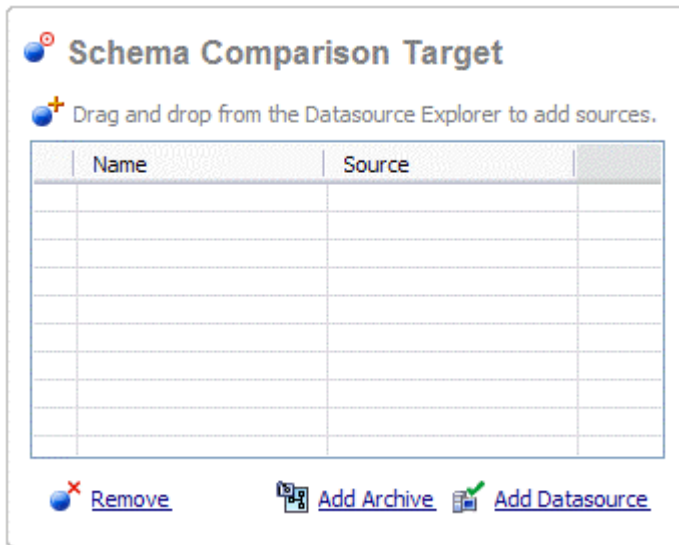 Schema Comparison Target
Drag and drop from the Datasource Explorer to add sources.
Name Source
Remove Add Archive Add Datasource